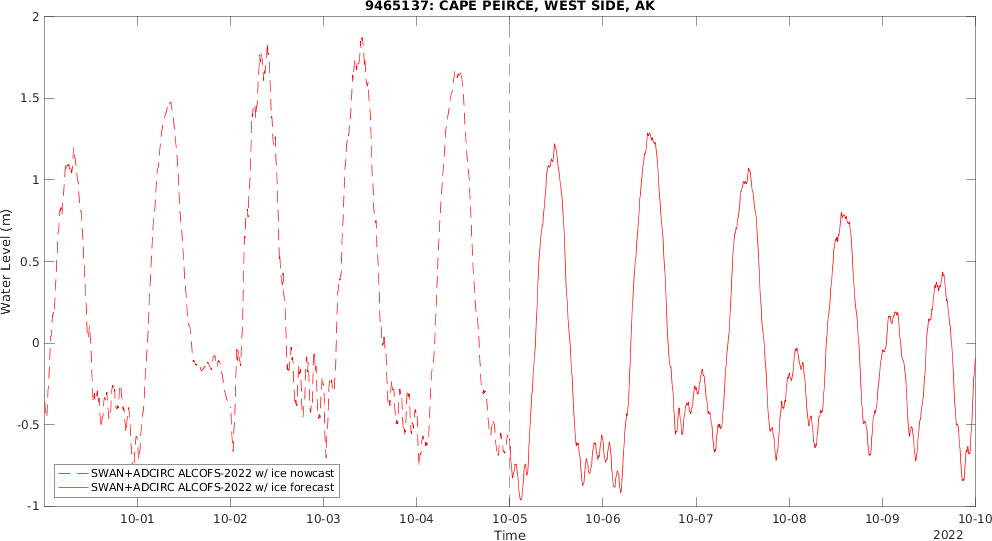 9465137: CAPE PEIRCE, WEST SIDE, AK
Water Level (m)
2
1.5
1
0.5
0
-0.5
-1
SWAN+ADCIRC ALCOFS-2022 w/ ice nowcast
SWAN+ADCIRC ALCOFS-2022 w/ ice forecast
10-01 10-02 10-03 10-04 10-05 10-06 10-07 10-08 10-09 10-10
Time
2022